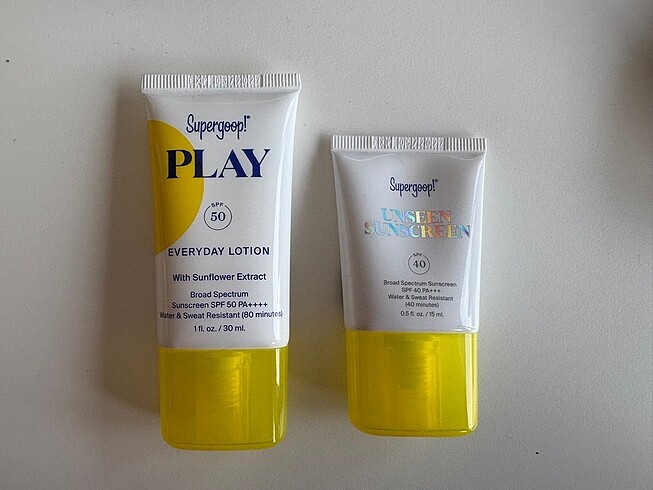 Supergoop!®
PLAY
SPF
50
EVERYDAY LOTION
With Sunflower Extract
Broad Spectrum
Sunscreen SPF 50 PA++++
Water & Sweat Resistant (80 minutes)
1 fl. oz. / 30 ml.
Supergoop!®
UNSEEN
SUNSCREEN
SPF
40
Broad Spectrum Sunscreen
SPF 40 PA+++
Water & Sweat Resistant
(40 minutes)
0.5 fl. oz. / 15 ml.